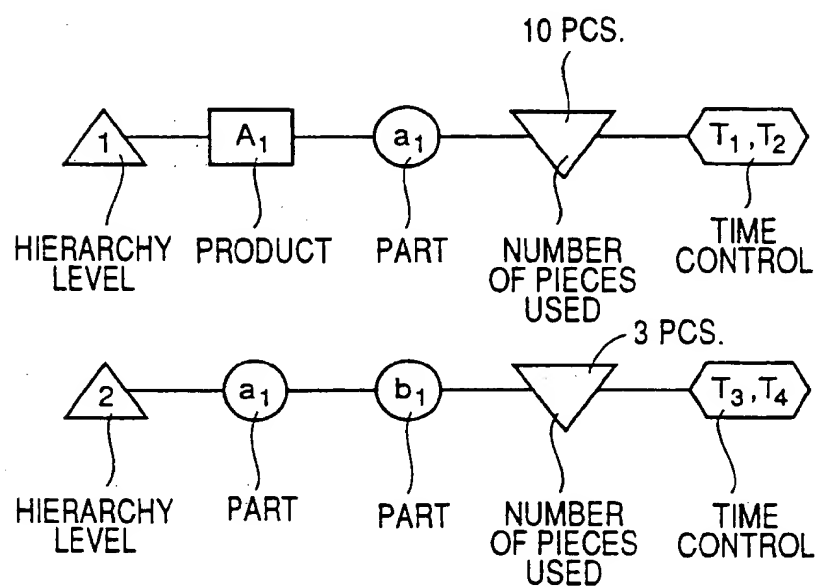 10 PCS.
1 A₁ a₁ T₁,T₂
HIERARCHY LEVEL PRODUCT PART NUMBER OF PIECES USED TIME CONTROL
3 PCS.
2 a₁ b₁ T₃,T₄
HIERARCHY LEVEL PART PART NUMBER OF PIECES USED TIME CONTROL